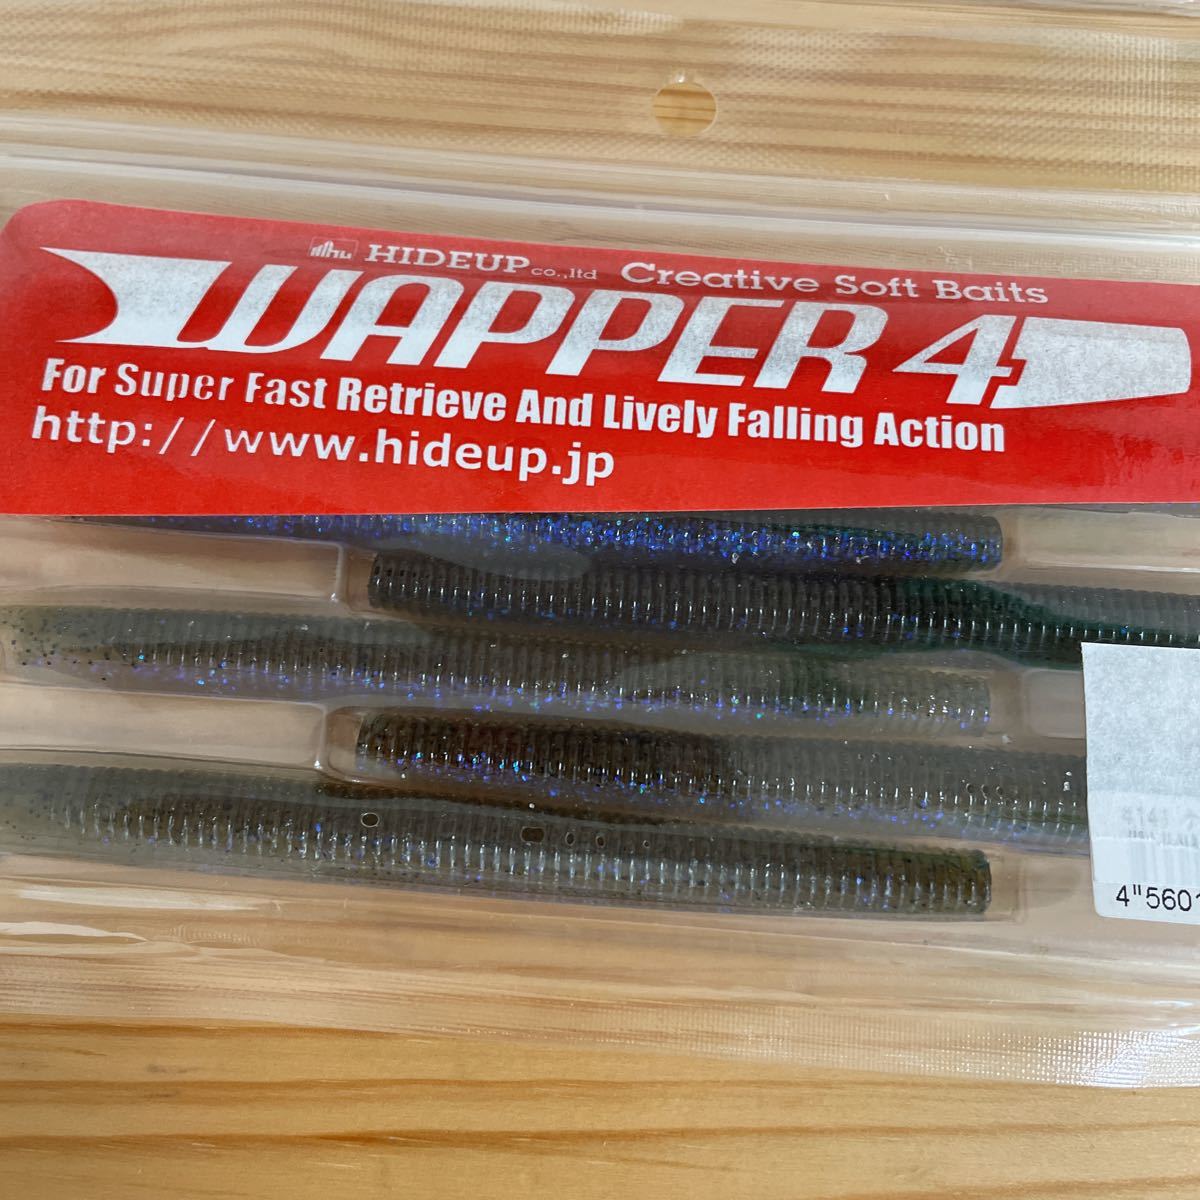 HIDEUP co.,ltd Creative Soft Baits
WAPPER 4
For Super Fast Retrieve And Lively Falling Action
http://www.hideup.jp
4"5601